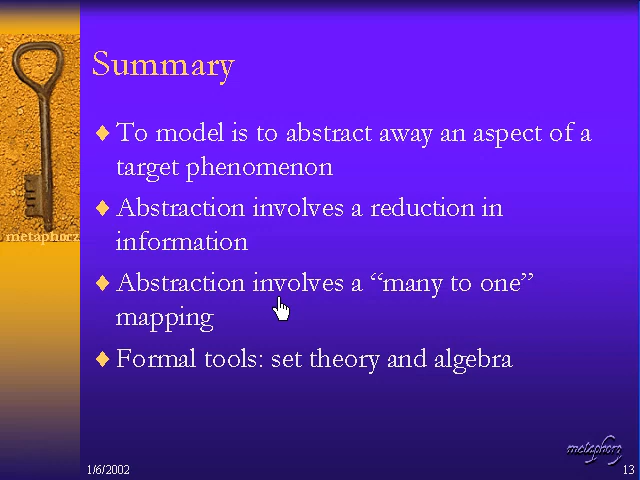 Summary
To model is to abstract away an aspect of a
target phenomenon
Abstraction involves a reduction in
information
metaphorz
Abstraction involves a “many to one”
mapping
Formal tools: set theory and algebra
metaphorz
1/6/2002
13